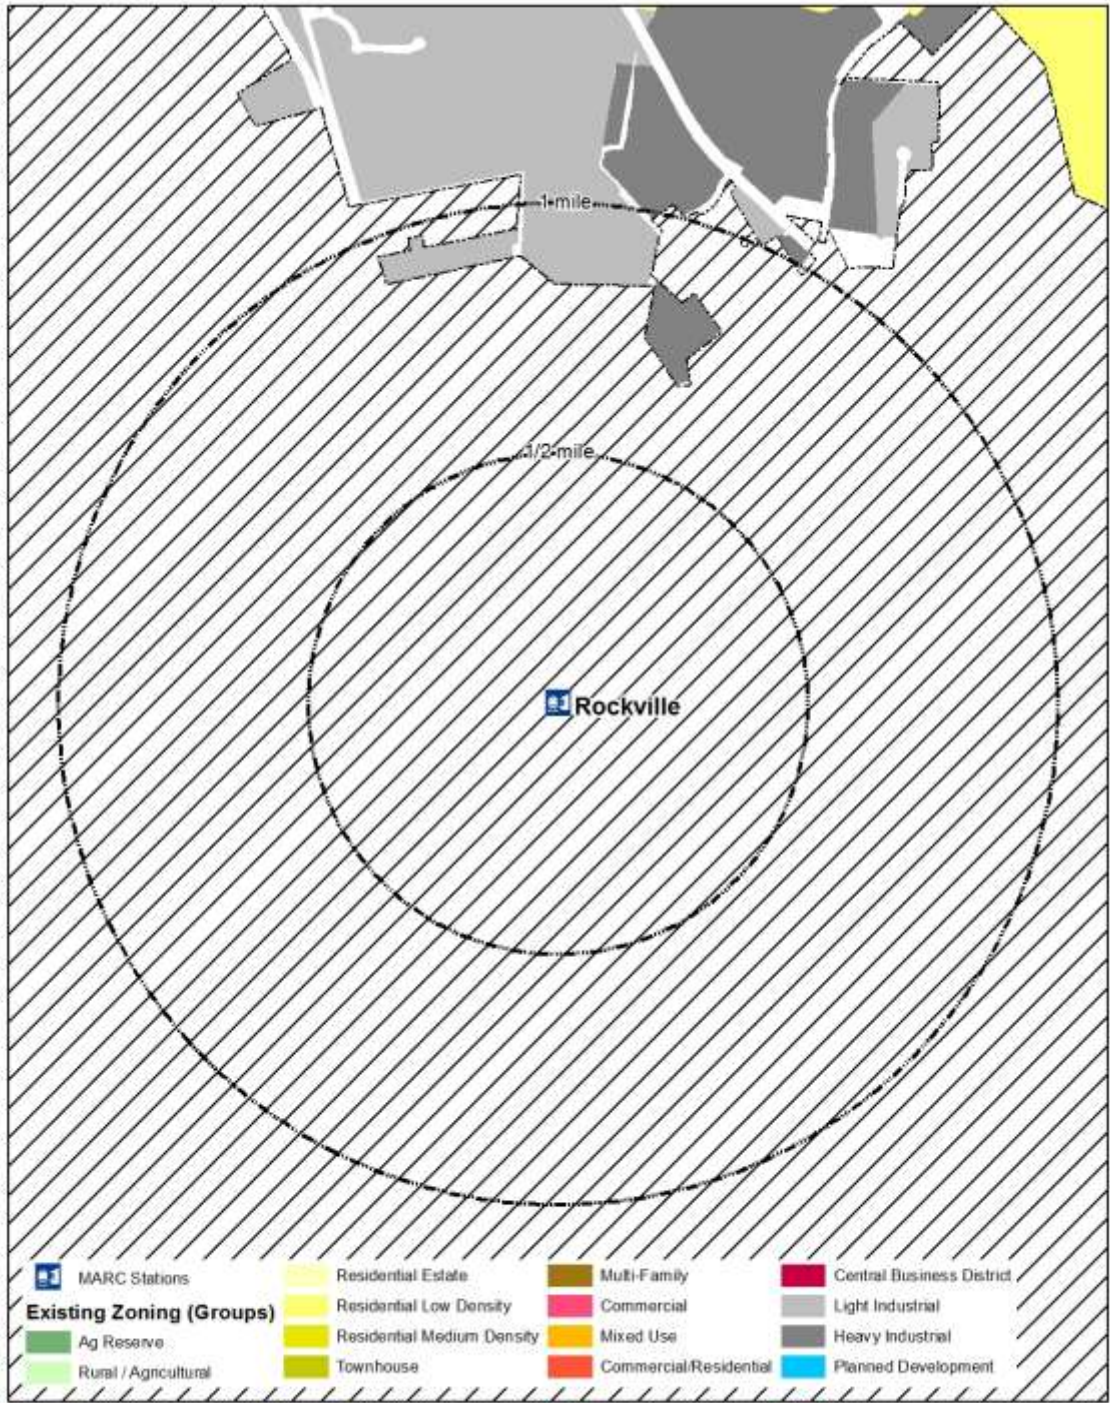 1 mile
1/2 mile
Rockville
MARC Stations
Existing Zoning (Groups)
Ag Reserve
Rural / Agricultural
Residential Estate
Residential Low Density
Residential Medium Density
Townhouse
Multi-Family
Commercial
Mixed Use
Commercial/Residential
Central Business District
Light Industrial
Heavy Industrial
Planned Development